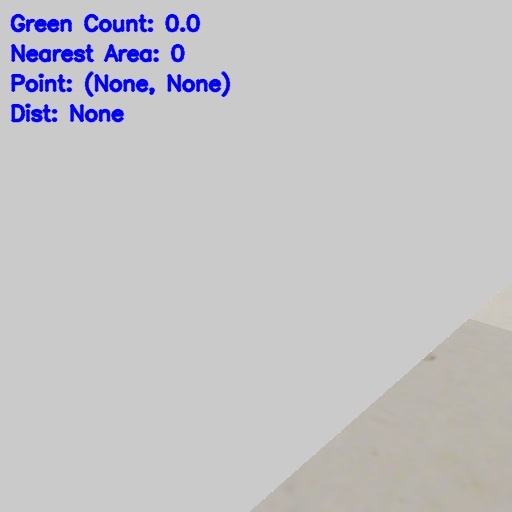 Green Count: 0.0
Nearest Area: 0
Point: (None, None)
Dist: None